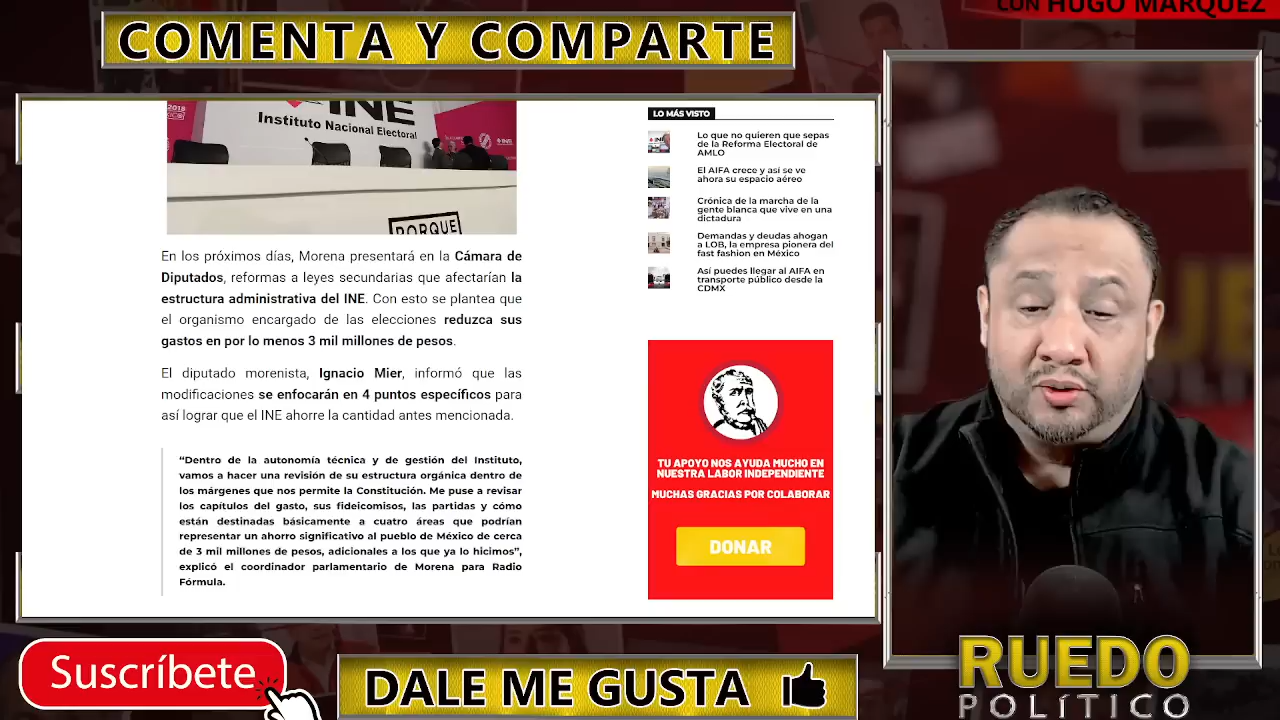 CON HUGO MÁRQUEZ
COMENTA Y COMPARTE
INE
Instituto Nacional Electoral
PORQUE
En los próximos días, Morena presentará en la Cámara de
Diputados, reformas a leyes secundarias que afectarían la
estructura administrativa del INE. Con esto se plantea que
el organismo encargado de las elecciones reduzca sus
gastos en por lo menos 3 mil millones de pesos.
El diputado morenista, Ignacio Mier, informó que las
modificaciones se enfocarán en 4 puntos específicos para
así lograr que el INE ahorre la cantidad antes mencionada.
“Dentro de la autonomía técnica y de gestión del Instituto,
vamos a hacer una revisión de su estructura orgánica dentro de
los márgenes que nos permite la Constitución. Me puse a revisar
los capítulos del gasto, sus fideicomisos, las partidas y cómo
están destinadas básicamente a cuatro áreas que podrían
representar un ahorro significativo al pueblo de México de cerca
de 3 mil millones de pesos, adicionales a los que ya lo hicimos”,
explicó el coordinador parlamentario de Morena para Radio
Fórmula.
LO MÁS VISTO
Lo que no quieren que sepas
de la Reforma Electoral de
AMLO
El AIFA crece y así se ve
ahora su espacio aéreo
Crónica de la marcha de la
gente blanca que vive en una
dictadura
Demandas y deudas ahogan
a LOB, la empresa pionera del
fast fashion en México
Así puedes llegar al AIFA en
transporte público desde la
CDMX
TU APOYO NOS AYUDA MUCHO EN
NUESTRA LABOR INDEPENDIENTE
MUCHAS GRACIAS POR COLABORAR
DONAR
Suscríbete
DALE ME GUSTA
RUEDO
POLÍTICO